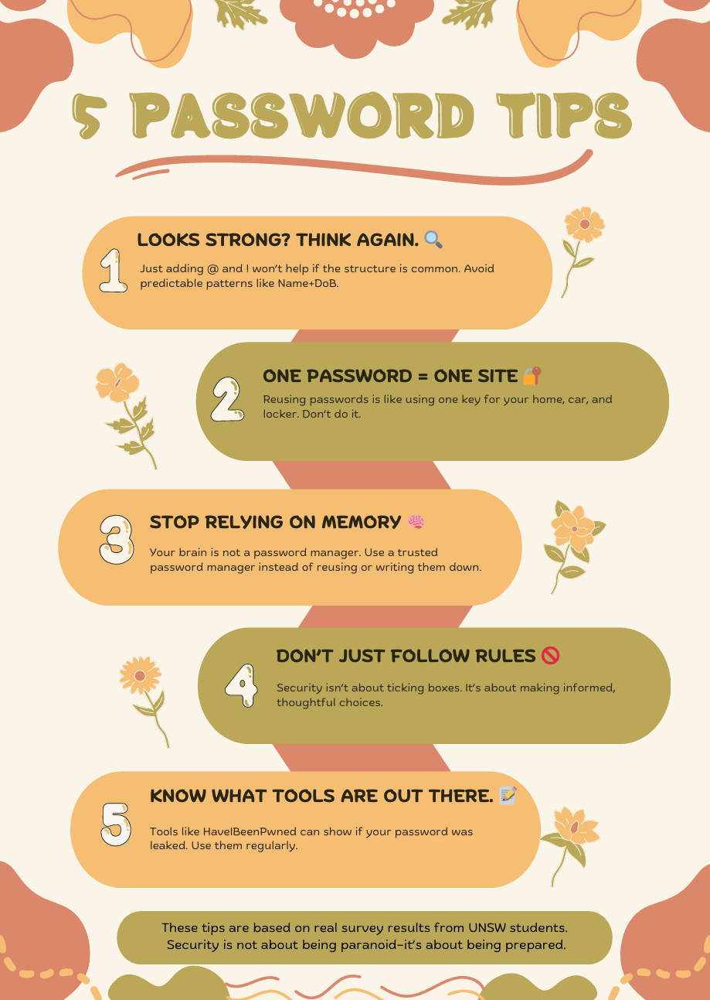 5 PASSWORD TIPS
1
LOOKS STRONG? THINK AGAIN. 🔍
Just adding @ and ! won't help if the structure is common. Avoid
predictable patterns like Name+DoB.
2
ONE PASSWORD = ONE SITE 🔐
Reusing passwords is like using one key for your home, car, and
locker. Don't do it.
3
STOP RELYING ON MEMORY 🧠
Your brain is not a password manager. Use a trusted
password manager instead of reusing or writing them down.
4
DON'T JUST FOLLOW RULES 🚫
Security isn't about ticking boxes. It's about making informed,
thoughtful choices.
5
KNOW WHAT TOOLS ARE OUT THERE. 📝
Tools like HaveIBeenPwned can show if your password was
leaked. Use them regularly.
These tips are based on real survey results from UNSW students.
Security is not about being paranoid–it's about being prepared.